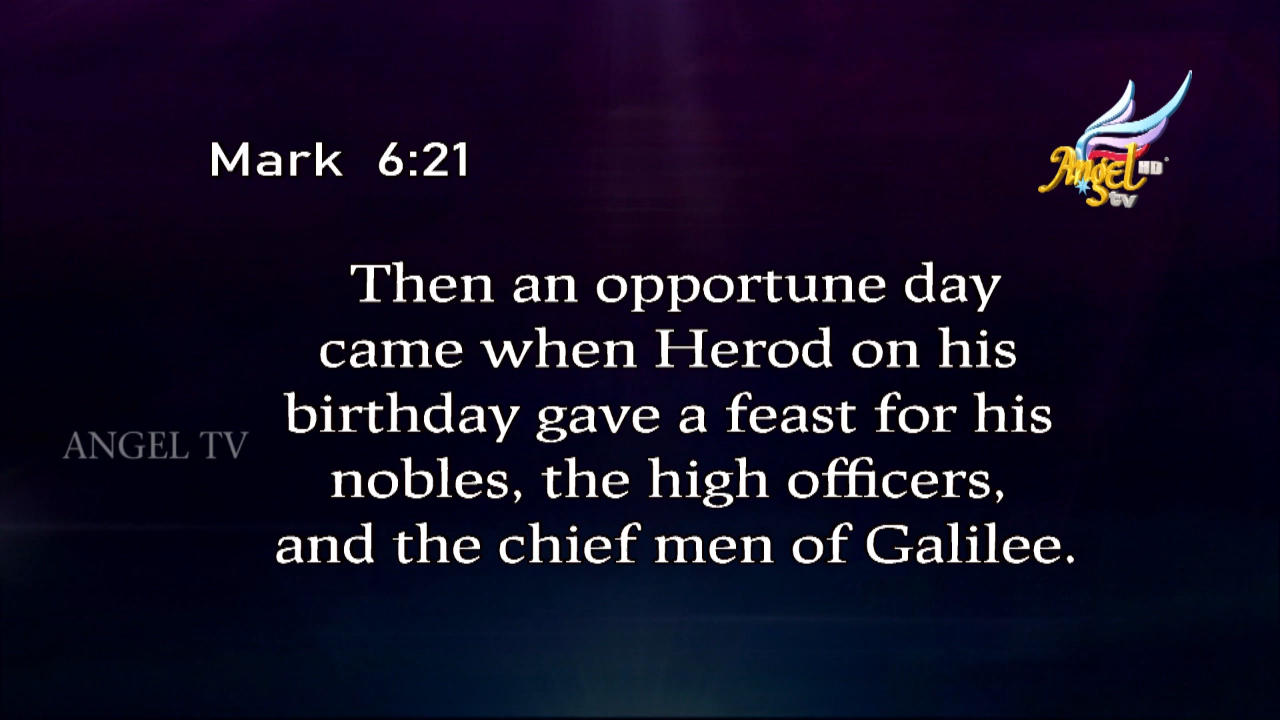 Mark 6:21
Angel HD
tv
Then an opportune day
came when Herod on his
birthday gave a feast for his
ANGEL TV
nobles, the high officers,
and the chief men of Galilee.